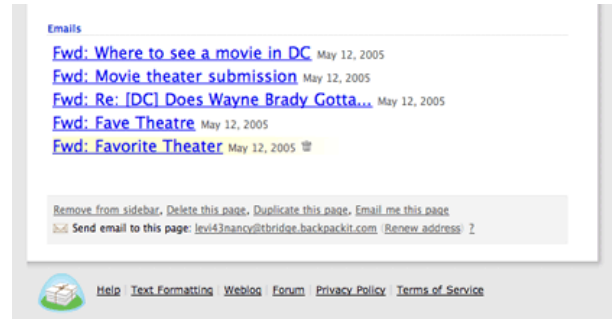 Emails
Fwd: Where to see a movie in DC May 12, 2005
Fwd: Movie theater submission May 12, 2005
Fwd: Re: [DC] Does Wayne Brady Gotta... May 12, 2005
Fwd: Fave Theatre May 12, 2005
Fwd: Favorite Theater May 12, 2005
Remove from sidebar, Delete this page, Duplicate this page, Email me this page
Send email to this page: levi43nancy@tbridge.backpackit.com (Renew address) ?
Help | Text Formatting | Weblog | Forum | Privacy Policy | Terms of Service